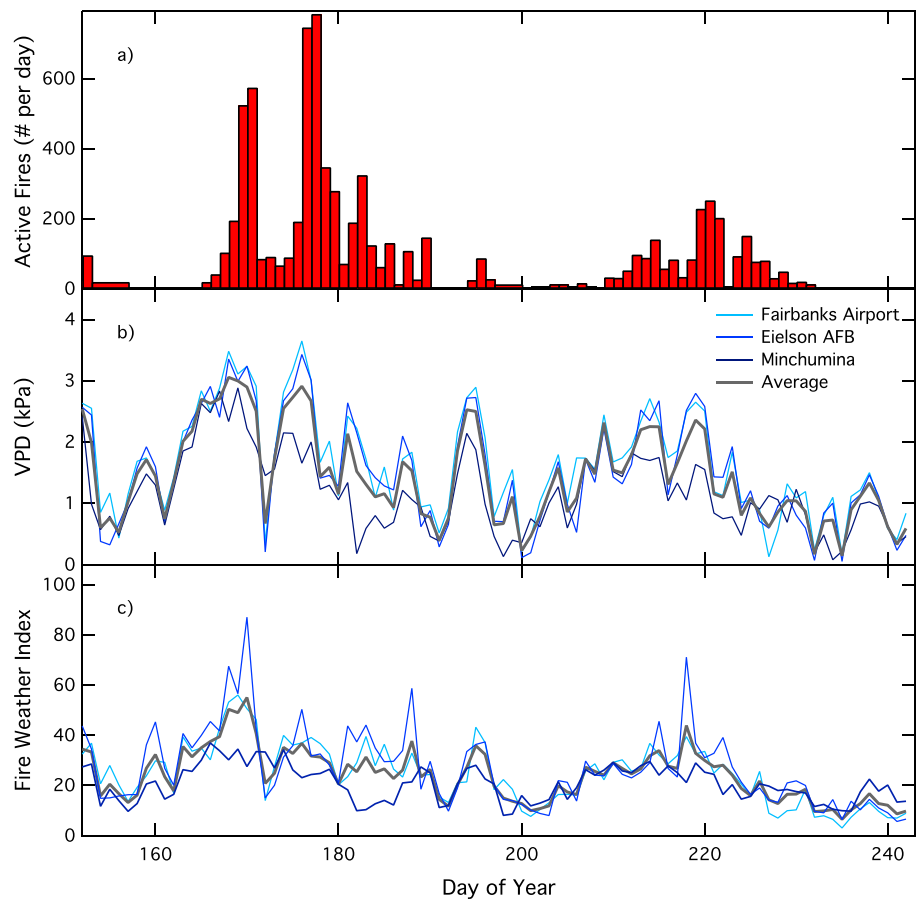 a)
Active Fires (# per day)
600
400
200
0
b)
VPD (kPa)
4
3
2
1
0
Fairbanks Airport
Eielson AFB
Minchumina
Average
c)
Fire Weather Index
100
80
60
40
20
0
160 180 200 220 240
Day of Year